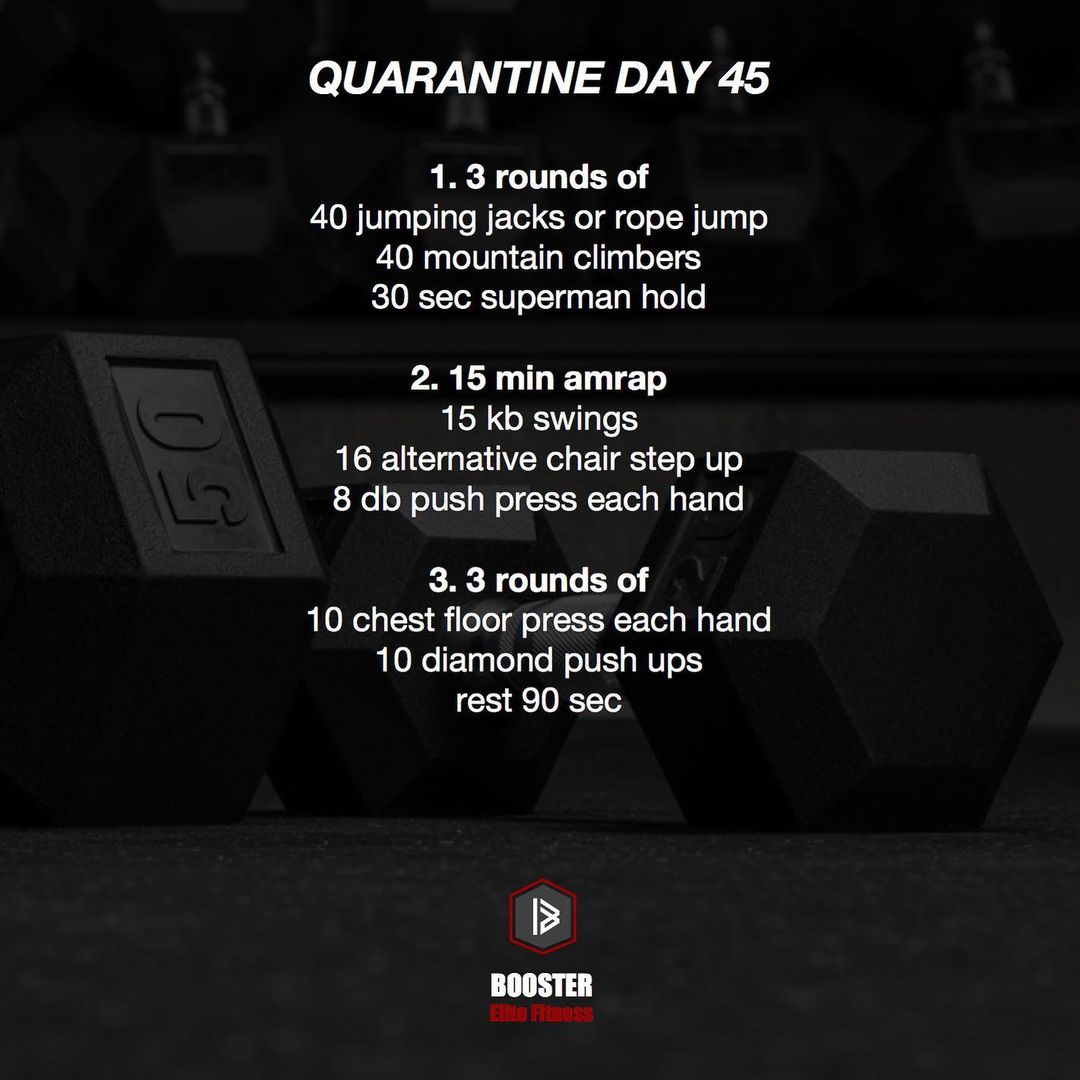 QUARANTINE DAY 45
1. 3 rounds of
40 jumping jacks or rope jump
40 mountain climbers
30 sec superman hold
2. 15 min amrap
15 kb swings
16 alternative chair step up
8 db push press each hand
3. 3 rounds of
10 chest floor press each hand
10 diamond push ups
rest 90 sec
50
BOOSTER
Elite Fitness